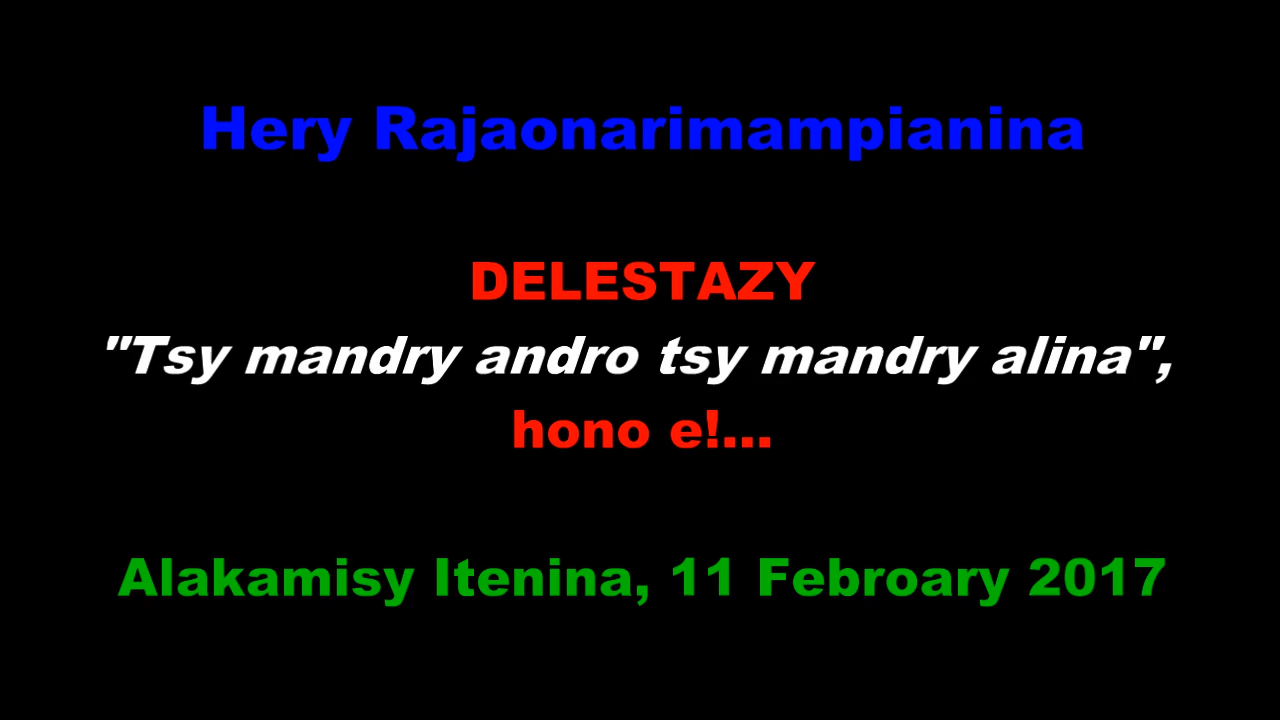 Hery Rajaonarimampianina
DELESTAZY
"Tsy mandry andro tsy mandry alina",
hono e!...
Alakamisy Itenina, 11 Febroary 2017